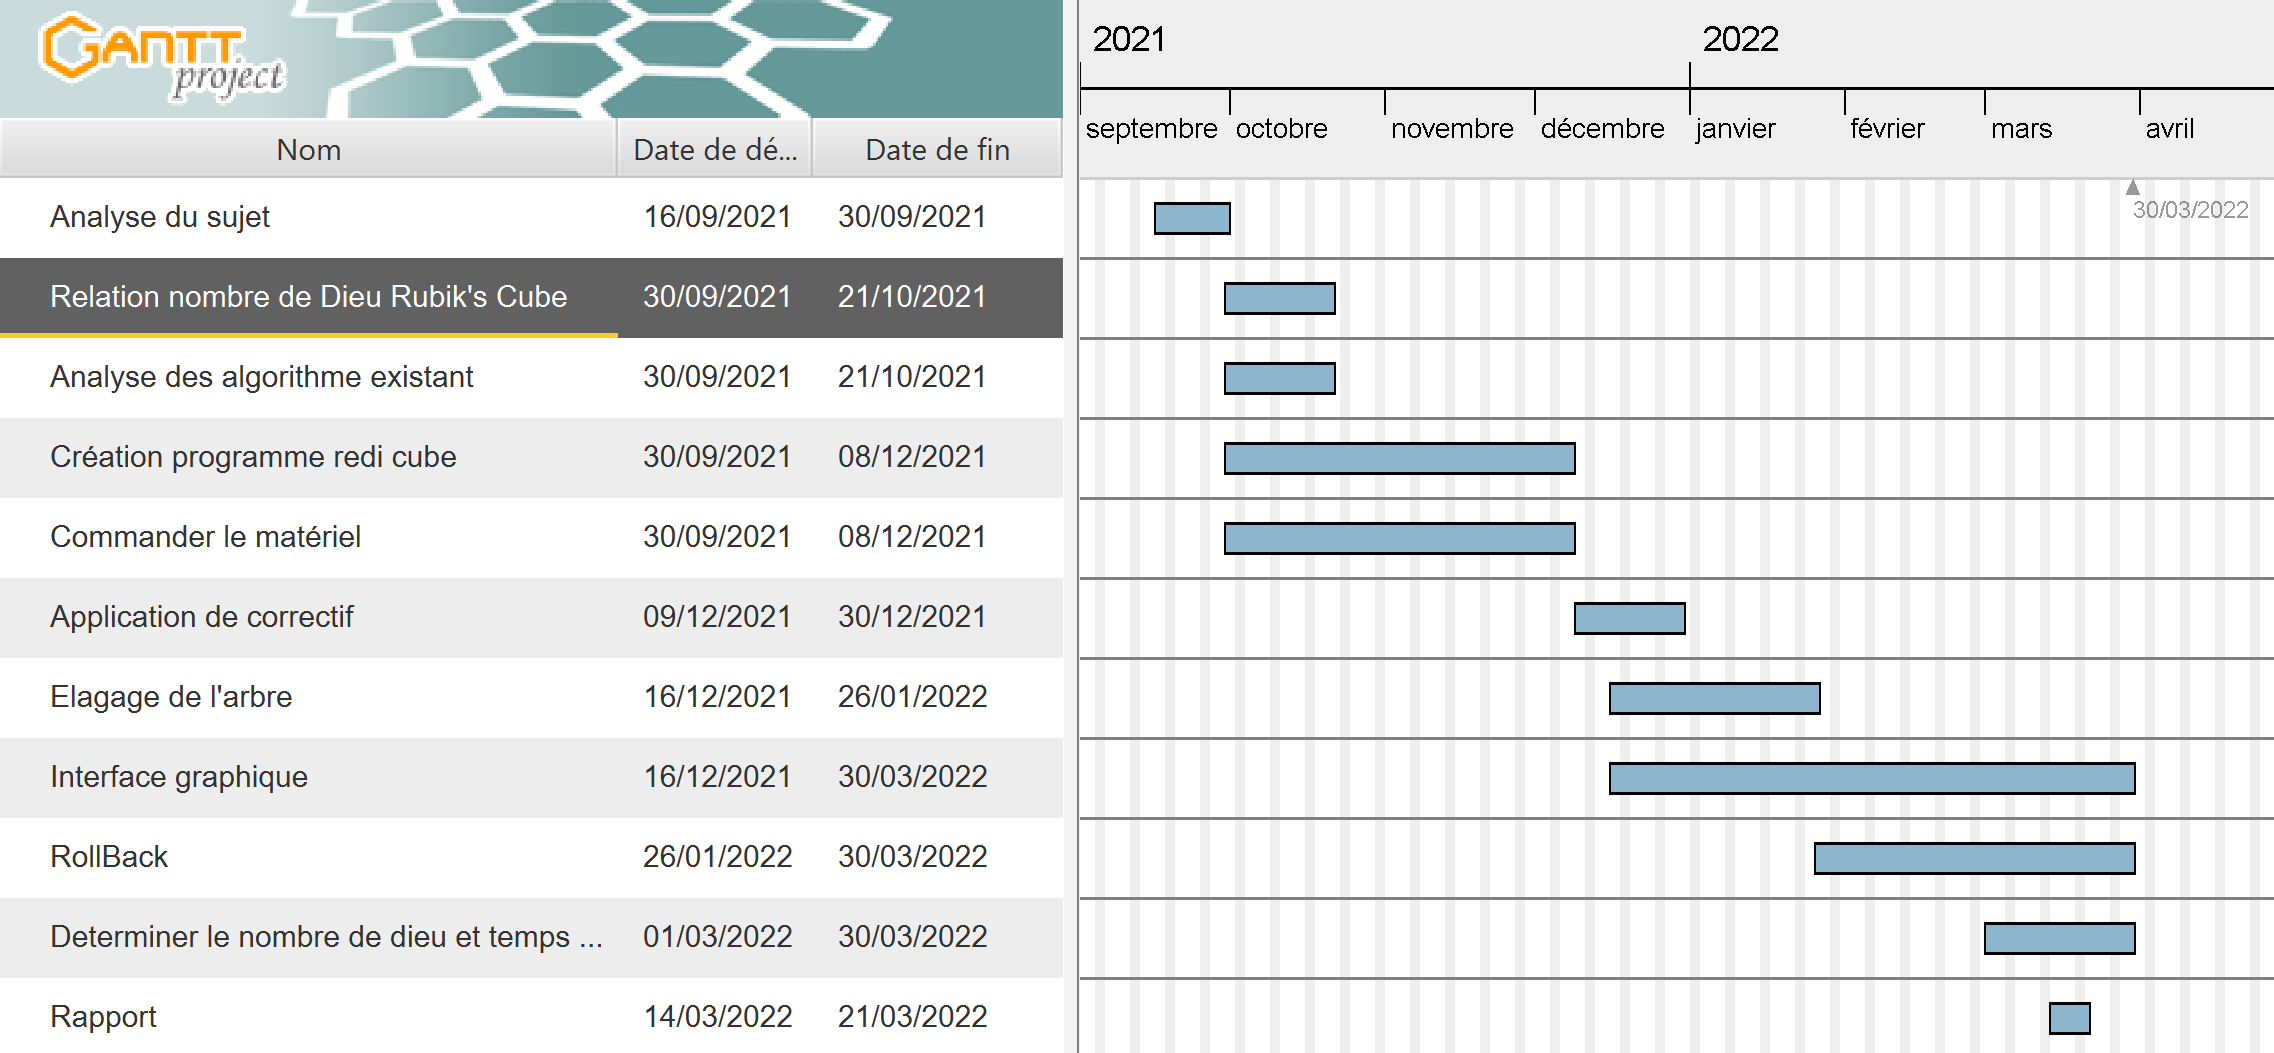 GANTT
project
2021 2022
septembre octobre novembre décembre janvier février mars avril
Nom Date de dé... Date de fin
30/03/2022
Analyse du sujet 16/09/2021 30/09/2021
Relation nombre de Dieu Rubik's Cube 30/09/2021 21/10/2021
Analyse des algorithme existant 30/09/2021 21/10/2021
Création programme redi cube 30/09/2021 08/12/2021
Commander le matériel 30/09/2021 08/12/2021
Application de correctif 09/12/2021 30/12/2021
Elagage de l'arbre 16/12/2021 26/01/2022
Interface graphique 16/12/2021 30/03/2022
RollBack 26/01/2022 30/03/2022
Determiner le nombre de dieu et temps ... 01/03/2022 30/03/2022
Rapport 14/03/2022 21/03/2022